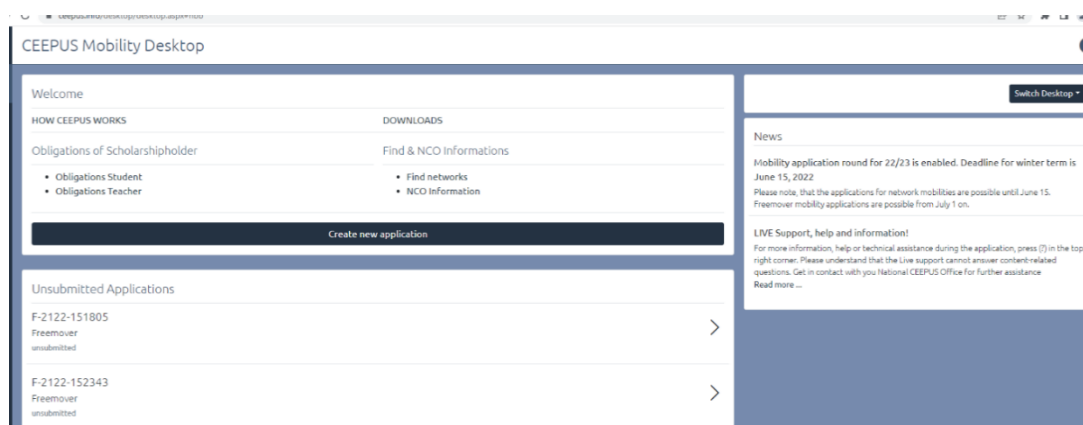 CEEPUS Mobility Desktop
Welcome
HOW CEEPUS WORKS
DOWNLOADS
Obligations of Scholarshipholder
Find & NCO Informations
• Obligations Student
• Obligations Teacher
• Find networks
• NCO Information
Create new application
Unsubmitted Applications
F-2122-151805
Freemover
unsubmitted
F-2122-152343
Freemover
unsubmitted
Switch Desktop
News
Mobility application round for 22/23 is enabled. Deadline for winter term is
June 15, 2022
Please note, that the applications for network mobilities are possible until June 15.
Freemover mobility applications are possible from July 1 on.
LIVE Support, help and information!
For more information, help or technical assistance during the application, press (?) in the top
right corner. Please understand that the Live support cannot answer content-related
questions. Get in contact with you National CEEPUS Office for further assistance
Read more ...